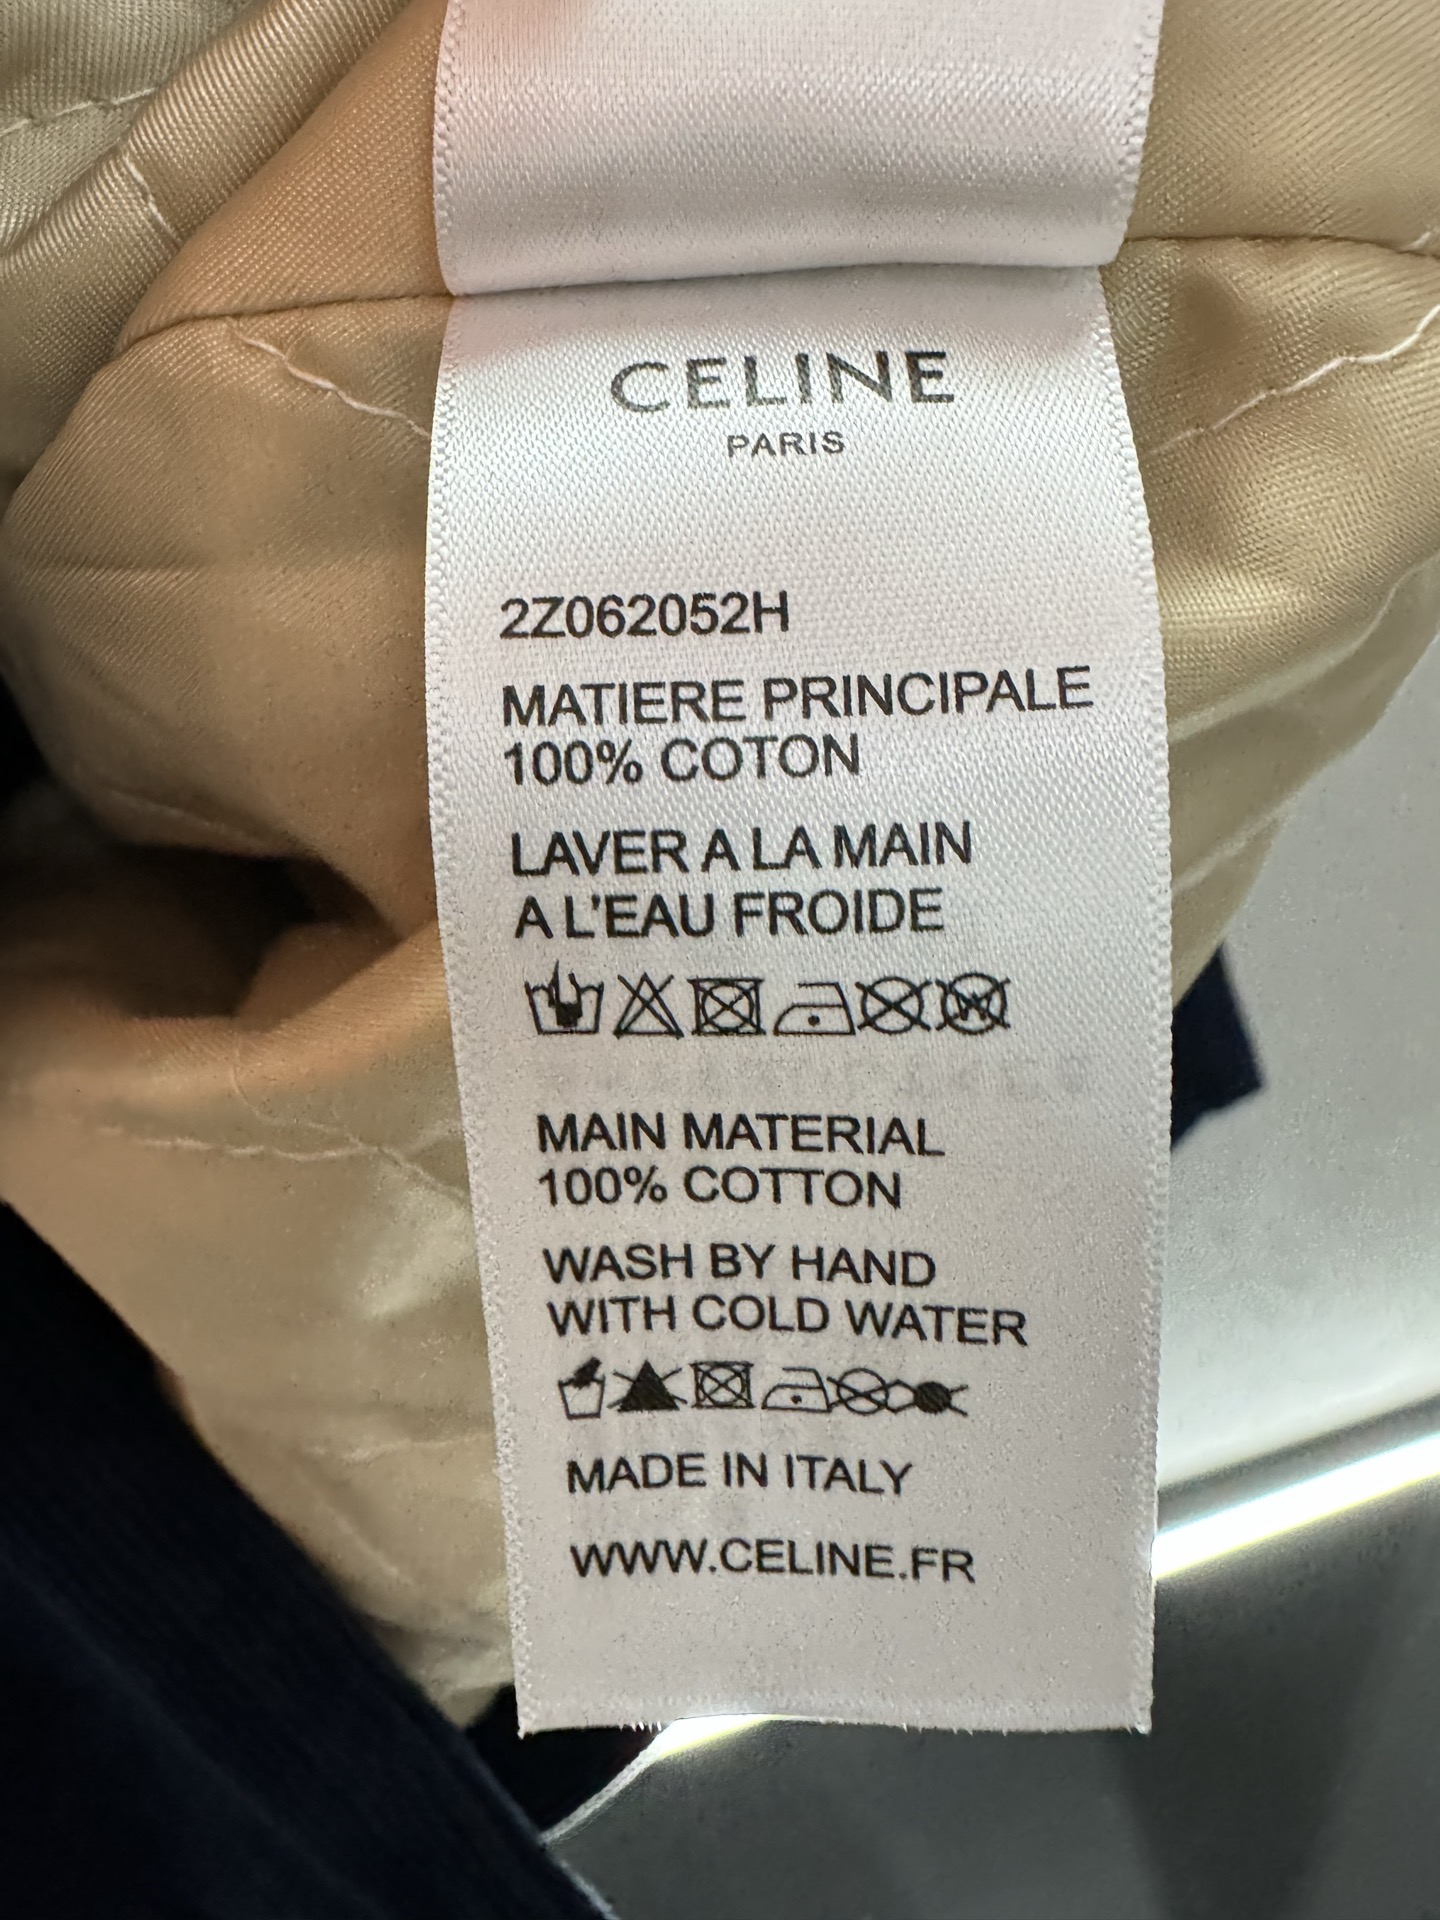 CELINE
PARIS
2Z062052H
MATIERE PRINCIPALE
100% COTON
LAVER A LA MAIN
A L'EAU FROIDE
MAIN MATERIAL
100% COTTON
WASH BY HAND
WITH COLD WATER
MADE IN ITALY
WWW.CELINE.FR